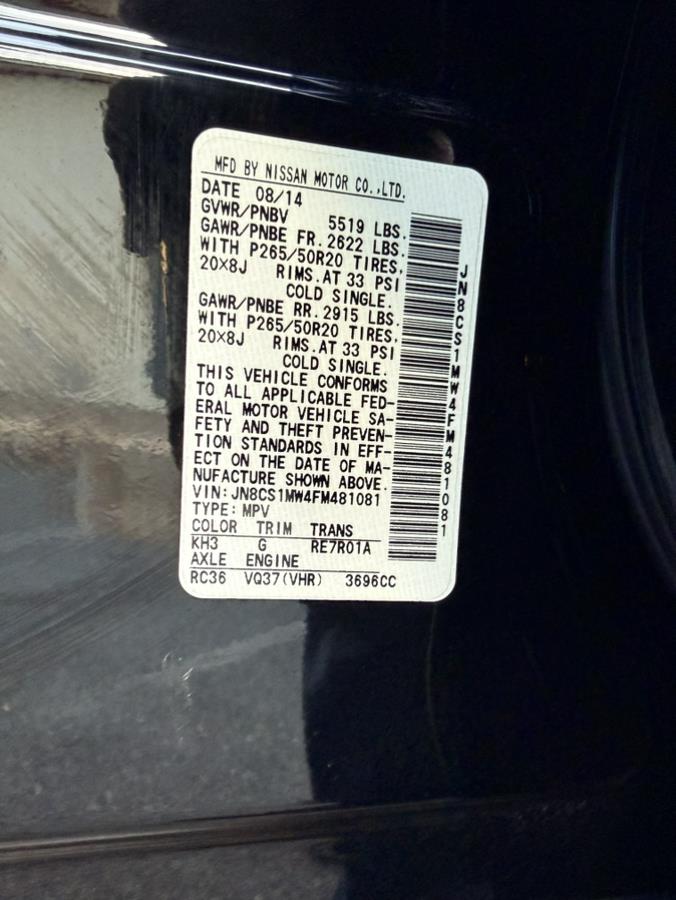 MFD BY NISSAN MOTOR CO.,LTD.
DATE 08/14
GVWR/PNBV 5519 LBS.
GAWR/PNBE FR. 2622 LBS.
WITH P265/50R20 TIRES,
20X8J RIMS.AT 33 PSI
COLD SINGLE.
GAWR/PNBE RR. 2915 LBS.
WITH P265/50R20 TIRES,
20X8J RIMS.AT 33 PSI
COLD SINGLE.
THIS VEHICLE CONFORMS
TO ALL APPLICABLE FED-
ERAL MOTOR VEHICLE SA-
FETY AND THEFT PREVEN-
TION STANDARDS IN EFF-
ECT ON THE DATE OF MA-
NUFACTURE SHOWN ABOVE.
VIN: JN8CS1MW4FM481081
TYPE: MPV
COLOR TRIM TRANS
KH3 G RE7R01A
AXLE ENGINE
RC36 VQ37(VHR) 3696CC
JN8CS1MW4FM481081